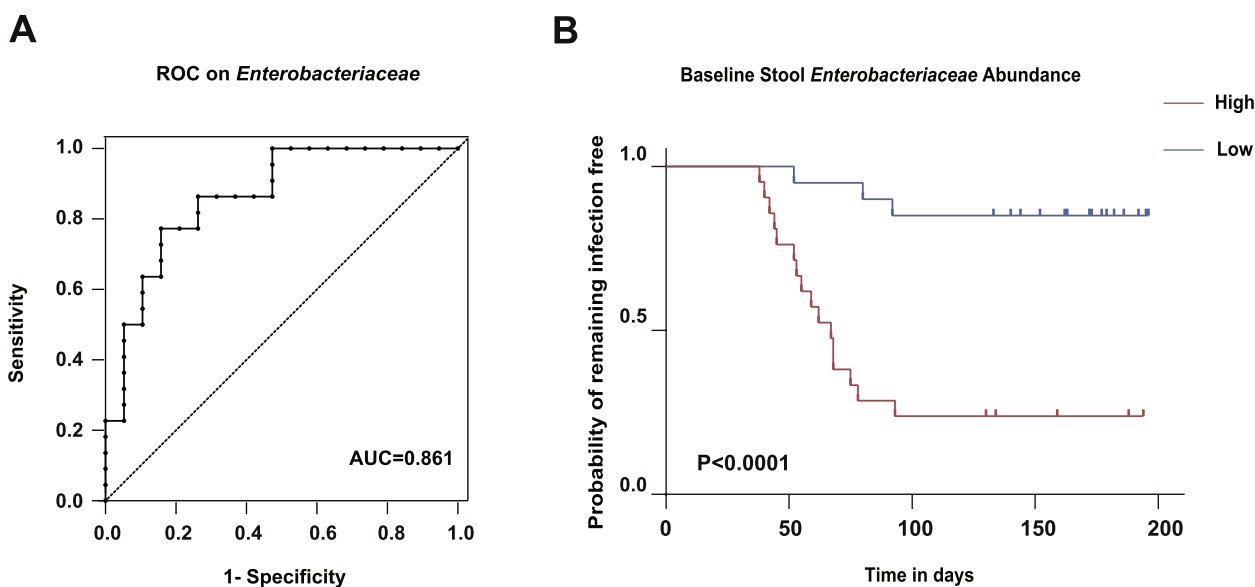 A
ROC on Enterobacteriaceae
Sensitivity
1.0
0.8
0.6
0.4
0.2
0.0
0.0 0.2 0.4 0.6 0.8 1.0
1- Specificity
AUC=0.861
B
Baseline Stool Enterobacteriaceae Abundance
High
Low
Probability of remaining infection free
1.0
0.5
0.0
0 50 100 150 200
Time in days
P<0.0001